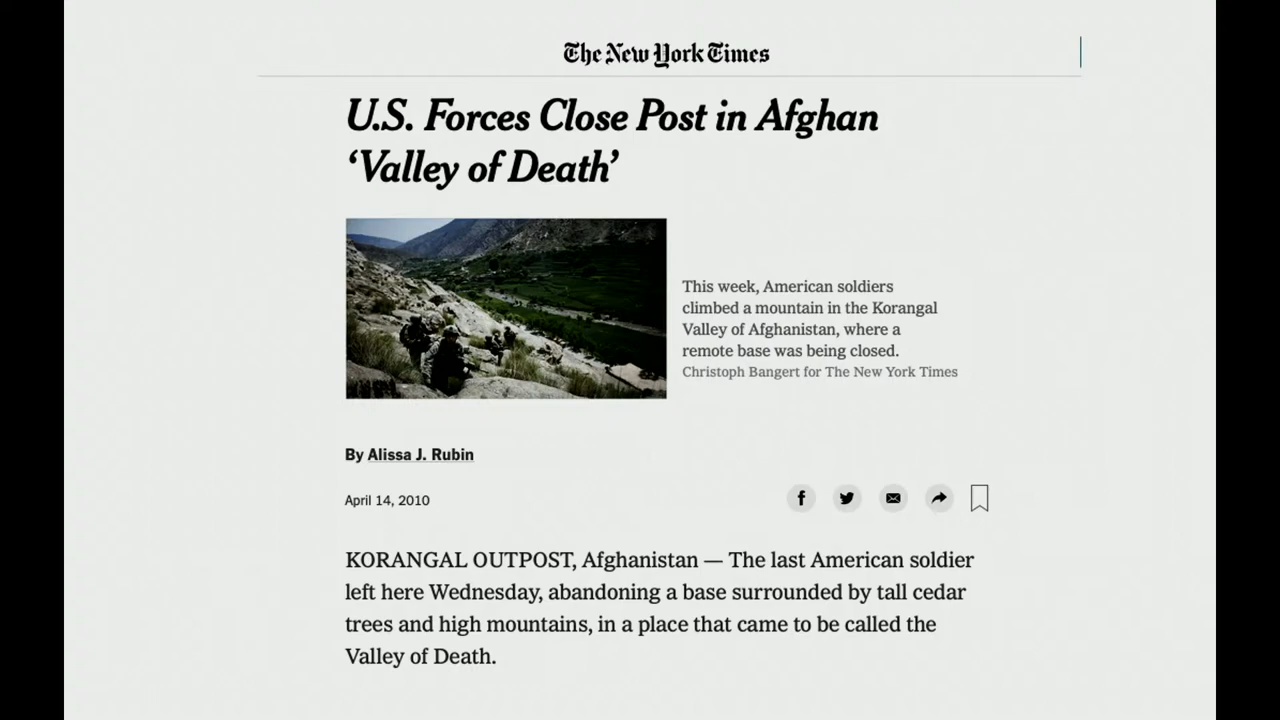 The New York Times
U.S. Forces Close Post in Afghan
‘Valley of Death’
This week, American soldiers
climbed a mountain in the Korangal
Valley of Afghanistan, where a
remote base was being closed.
Christoph Bangert for The New York Times
By Alissa J. Rubin
April 14, 2010
KORANGAL OUTPOST, Afghanistan — The last American soldier
left here Wednesday, abandoning a base surrounded by tall cedar
trees and high mountains, in a place that came to be called the
Valley of Death.